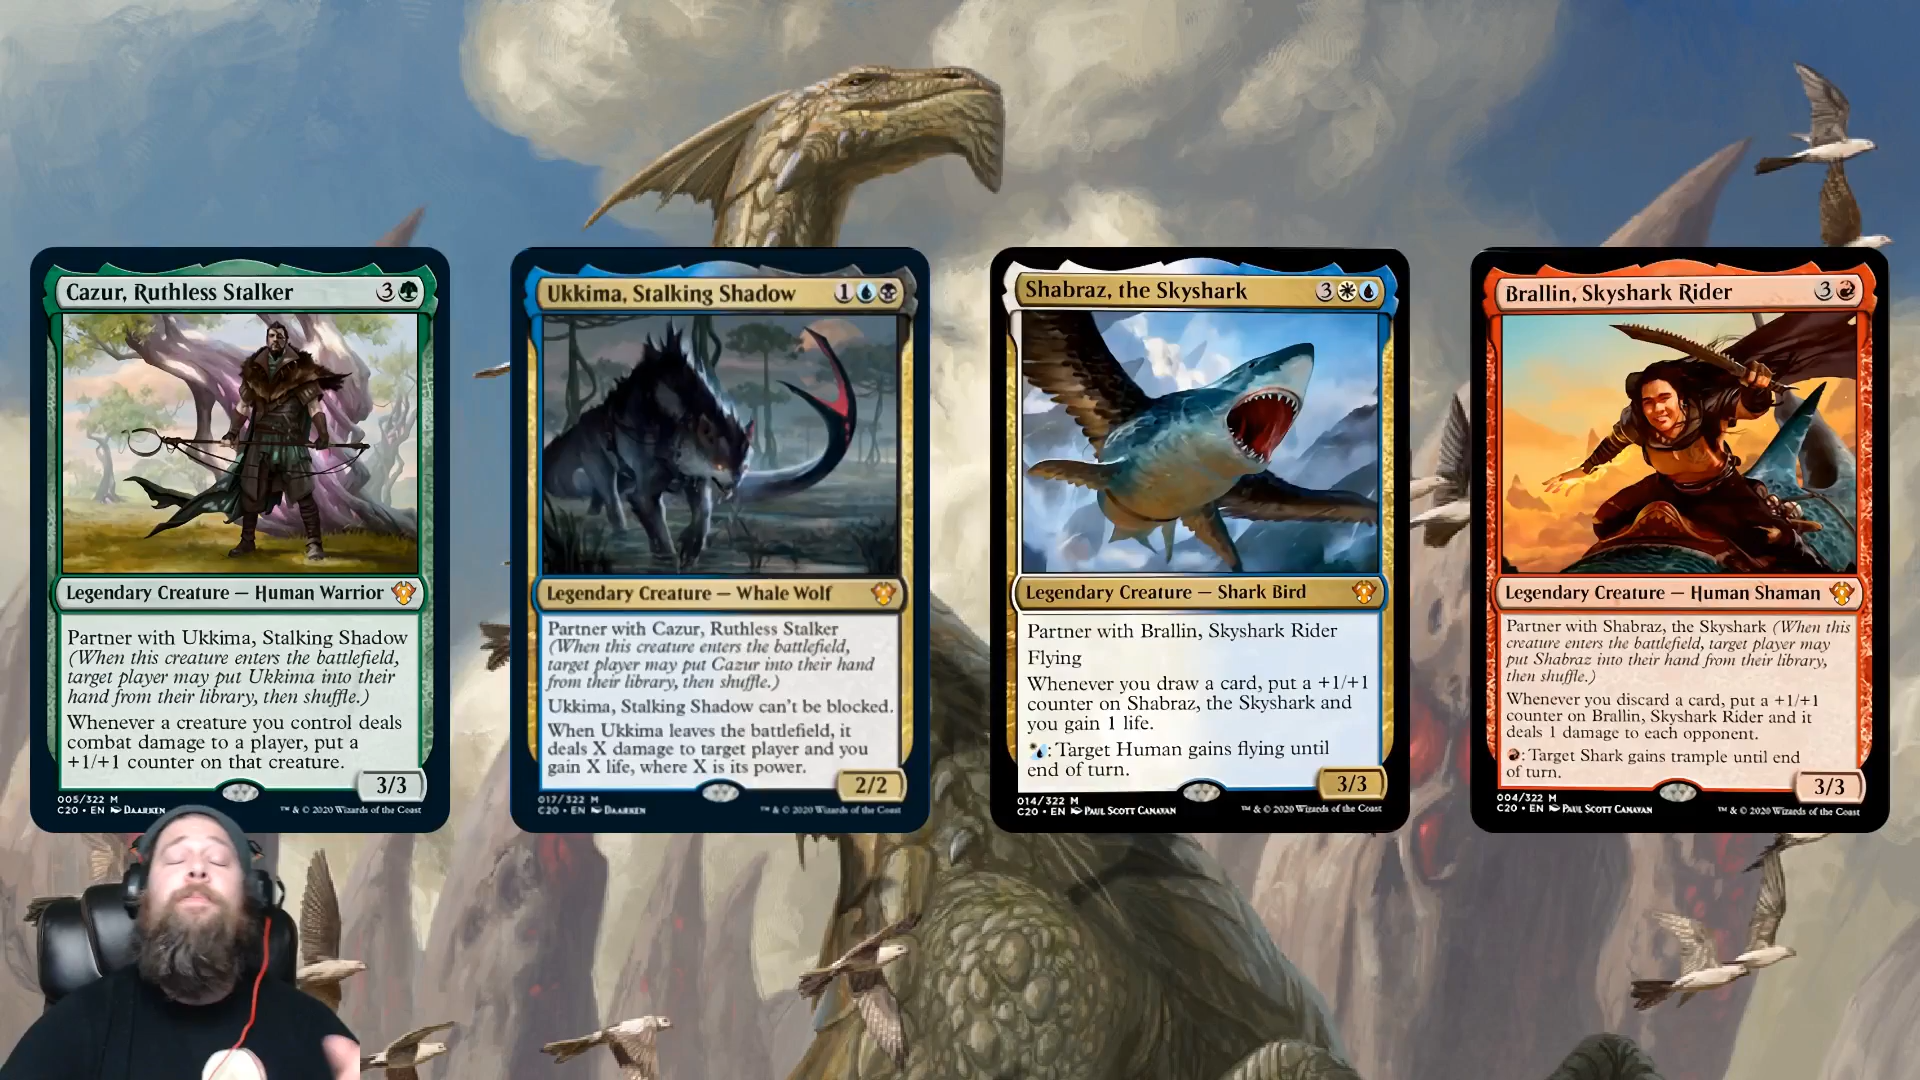 Cazur, Ruthless Stalker 3
Legendary Creature — Human Warrior
Partner with Ukkima, Stalking Shadow
(When this creature enters the battlefield,
target player may put Ukkima into their
hand from their library, then shuffle.)
Whenever a creature you control deals
combat damage to a player, put a
+1/+1 counter on that creature.
3/3
005/322 M
C20 • EN DAARKEN
™ & © 2020 Wizards of the Coast
Ukkima, Stalking Shadow 1
Legendary Creature — Whale Wolf
Partner with Cazur, Ruthless Stalker
(When this creature enters the battlefield,
target player may put Cazur into their hand
from their library, then shuffle.)
Ukkima, Stalking Shadow can't be blocked.
When Ukkima leaves the battlefield, it
deals X damage to target player and you
gain X life, where X is its power.
2/2
017/322 M
C20 • EN DAARKEN
™ & © 2020 Wizards of the Coast
Shabraz, the Skyshark 3
Legendary Creature — Shark Bird
Partner with Brallin, Skyshark Rider
Flying
Whenever you draw a card, put a +1/+1
counter on Shabraz, the Skyshark and
you gain 1 life.
: Target Human gains flying until
end of turn.
3/3
014/322 M
C20 • EN PAUL SCOTT CANAVAN
™ & © 2020 Wizards of the Coast
Brallin, Skyshark Rider 3
Legendary Creature — Human Shaman
Partner with Shabraz, the Skyshark (When this
creature enters the battlefield, target player may
put Shabraz into their hand from their library,
then shuffle.)
Whenever you discard a card, put a +1/+1
counter on Brallin, Skyshark Rider and it
deals 1 damage to each opponent.
: Target Shark gains trample until end
of turn.
3/3
004/322 M
C20 • EN PAUL SCOTT CANAVAN
™ & © 2020 Wizards of the Coast